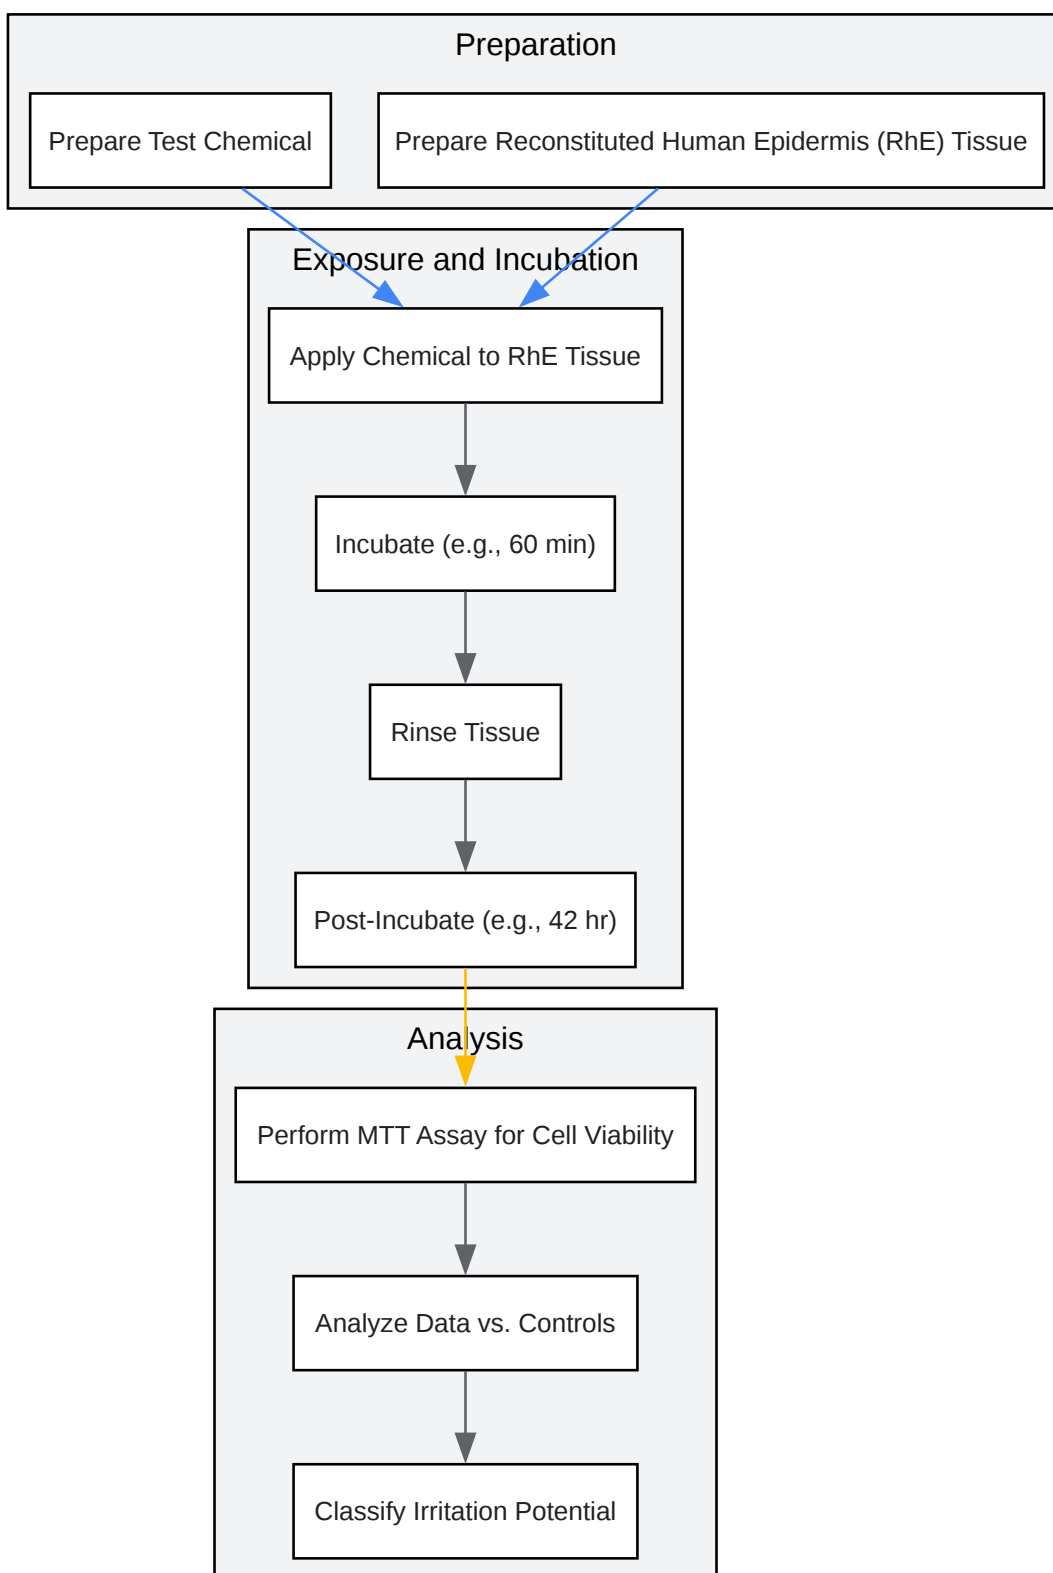 Preparation
Prepare Test Chemical
Prepare Reconstituted Human Epidermis (RhE) Tissue
Exposure and Incubation
Apply Chemical to RhE Tissue
Incubate (e.g., 60 min)
Rinse Tissue
Post-Incubate (e.g., 42 hr)
Analysis
Perform MTT Assay for Cell Viability
Analyze Data vs. Controls
Classify Irritation Potential